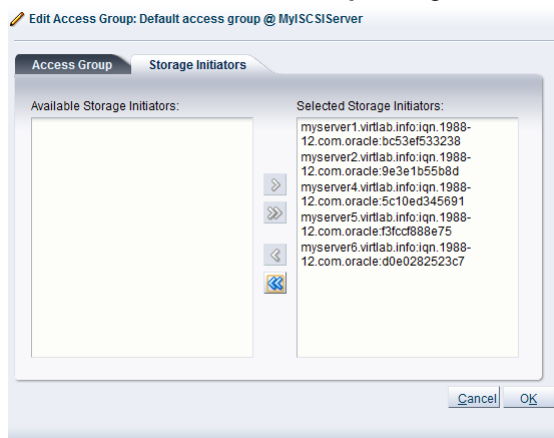 Edit Access Group: Default access group @ MyISCSIServer
Access Group Storage Initiators
Available Storage Initiators:
Selected Storage Initiators:
myserver1.virtlab.info:iqn.1988-
12.com.oracle:bc53ef533238
myserver2.virtlab.info:iqn.1988-
12.com.oracle:9e3e1b55b8d
myserver4.virtlab.info:iqn.1988-
12.com.oracle:5c10ed345691
myserver5.virtlab.info:iqn.1988-
12.com.oracle:f3fccf888e75
myserver6.virtlab.info:iqn.1988-
12.com.oracle:d0e0282523c7
Cancel OK